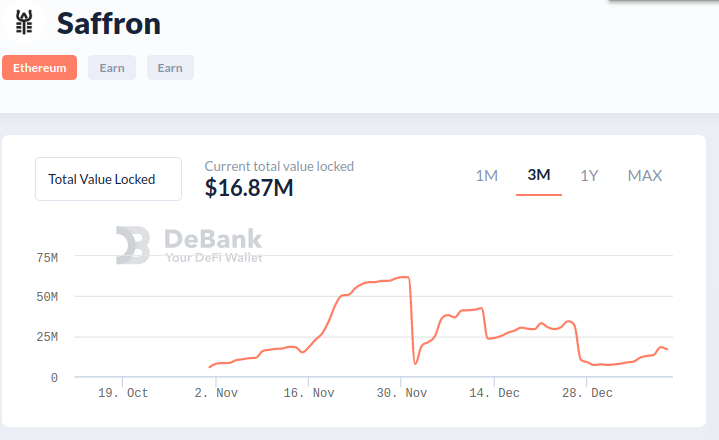 Saffron
Ethereum Earn Earn
Total Value Locked
Current total value locked
$16.87M
1M 3M 1Y MAX
DeBank
Your DeFi Wallet
75M
50M
25M
0
19. Oct 2. Nov 16. Nov 30. Nov 14. Dec 28. Dec